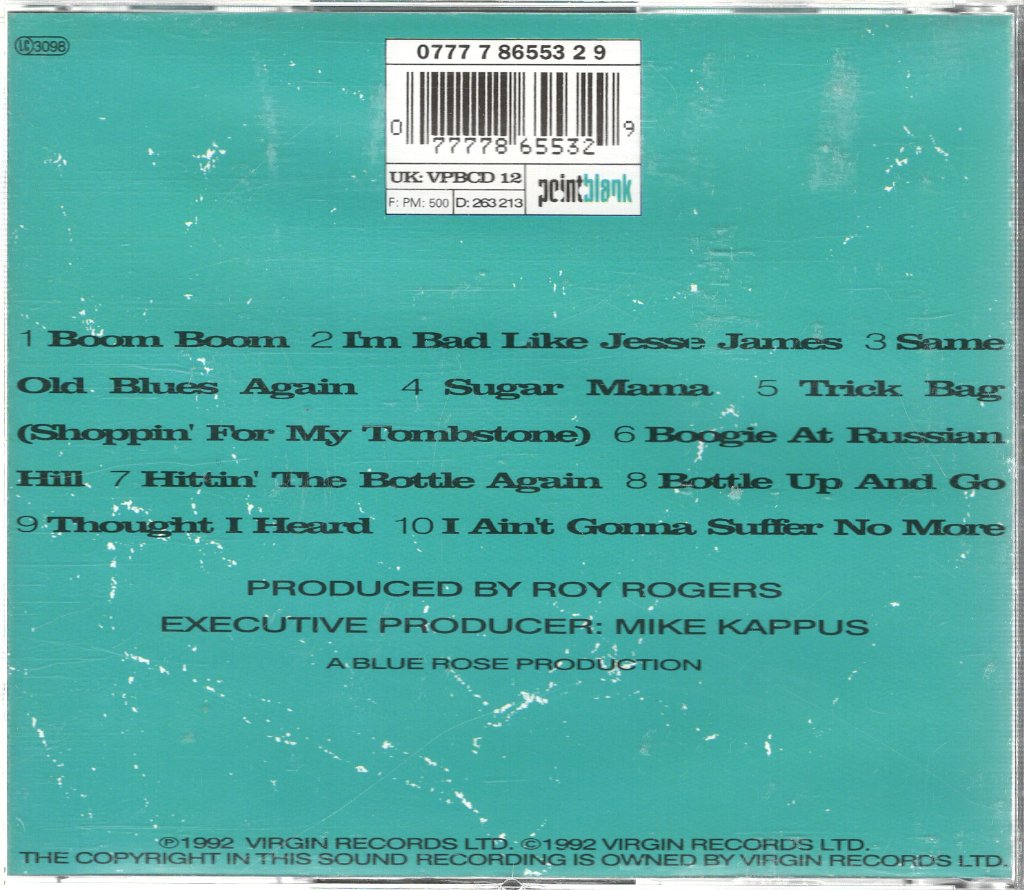 LC 3098
0777 7 86553 2 9
0 77778 65532 9
UK: VPBCD 12
pointblank
F: PM: 500 D: 263 213
1 Boom Boom 2 I'm Bad Like Jesse James 3 Same
Old Blues Again 4 Sugar Mama 5 Trick Bag
(Shoppin' For My Tombstone) 6 Boogie At Russian
Hill 7 Hittin' The Bottle Again 8 Bottle Up And Go
9 Thought I Heard 10 I Ain't Gonna Suffer No More
PRODUCED BY ROY ROGERS
EXECUTIVE PRODUCER: MIKE KAPPUS
A BLUE ROSE PRODUCTION
℗1992 VIRGIN RECORDS LTD. ©1992 VIRGIN RECORDS LTD.
THE COPYRIGHT IN THIS SOUND RECORDING IS OWNED BY VIRGIN RECORDS LTD.